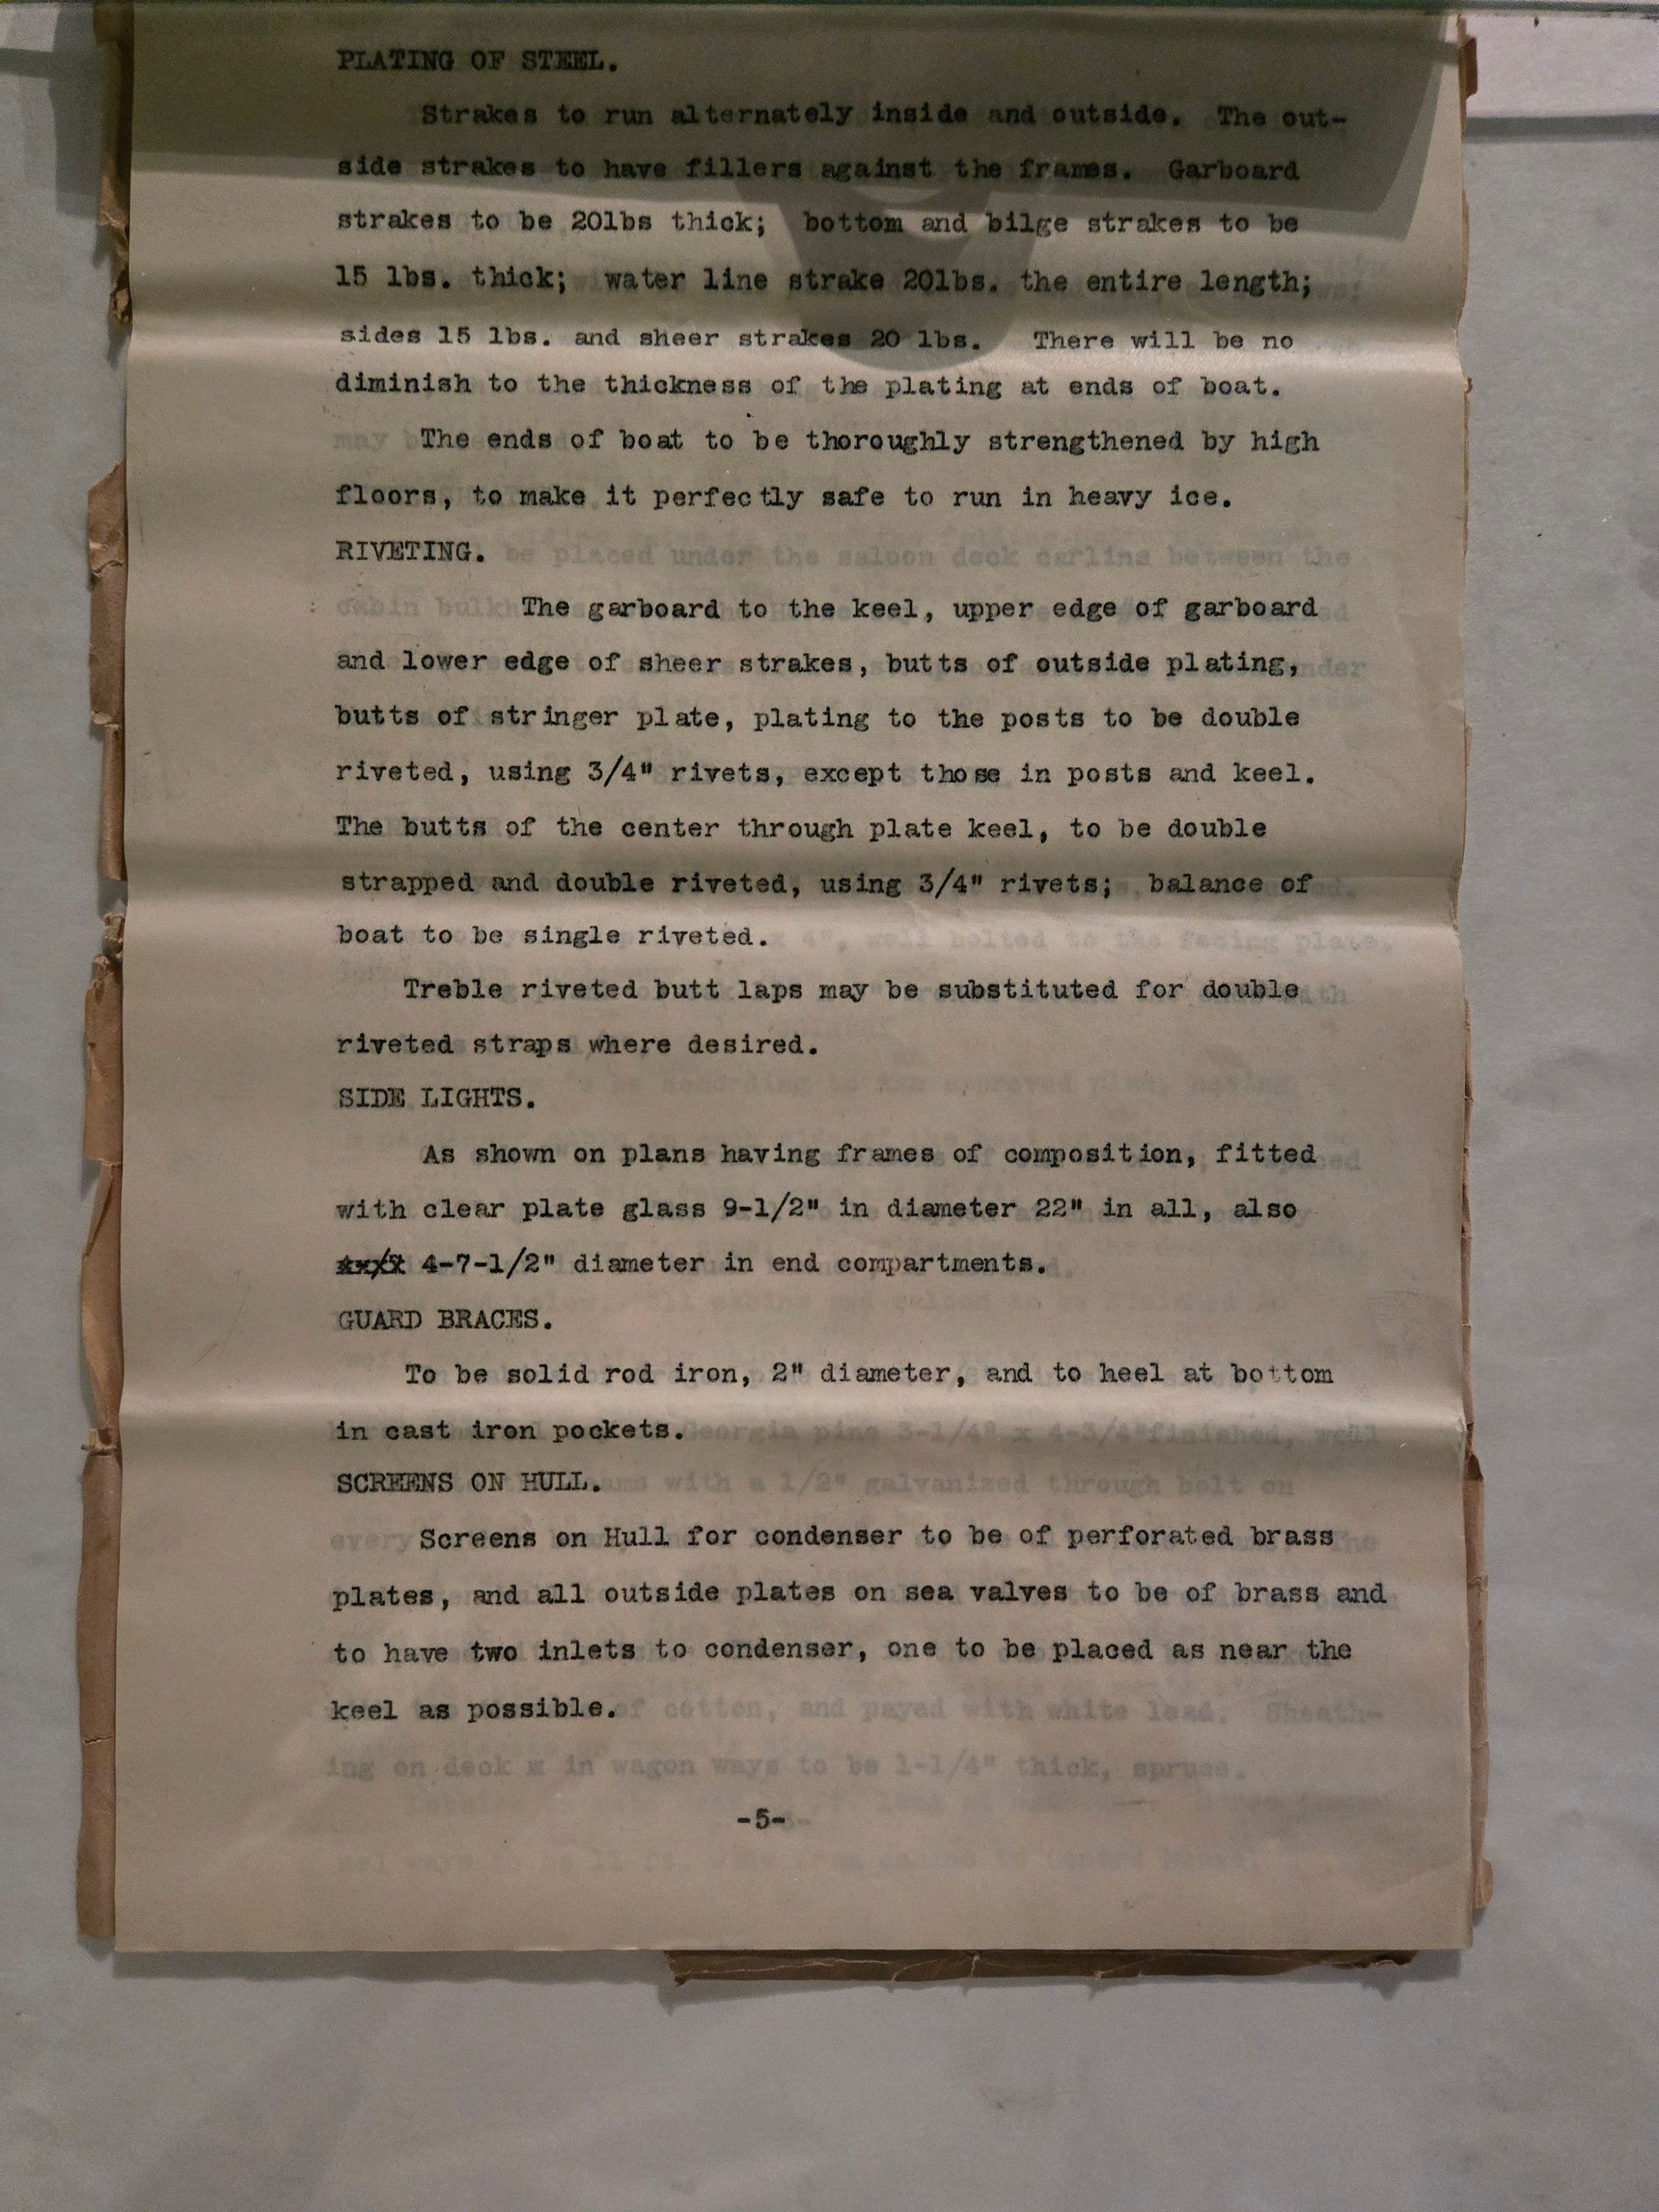 PLATING OF STEEL.
Strakes to run alternately inside and outside. The out-
side strakes to have fillers against the frames. Garboard
strakes to be 20lbs thick; bottom and bilge strakes to be
15 lbs. thick; water line strake 20lbs. the entire length;
sides 15 lbs. and sheer strakes 20 lbs. There will be no
diminish to the thickness of the plating at ends of boat.
The ends of boat to be thoroughly strengthened by high
floors, to make it perfectly safe to run in heavy ice.
RIVETING.
The garboard to the keel, upper edge of garboard
and lower edge of sheer strakes, butts of outside plating,
butts of stringer plate, plating to the posts to be double
riveted, using 3/4" rivets, except those in posts and keel.
The butts of the center through plate keel, to be double
strapped and double riveted, using 3/4" rivets; balance of
boat to be single riveted.
Treble riveted butt laps may be substituted for double
riveted straps where desired.
SIDE LIGHTS.
As shown on plans having frames of composition, fitted
with clear plate glass 9-1/2" in diameter 22" in all, also
4-7-1/2" diameter in end compartments.
GUARD BRACES.
To be solid rod iron, 2" diameter, and to heel at bottom
in cast iron pockets.
SCREENS ON HULL.
Screens on Hull for condenser to be of perforated brass
plates, and all outside plates on sea valves to be of brass and
to have two inlets to condenser, one to be placed as near the
keel as possible.
-5-